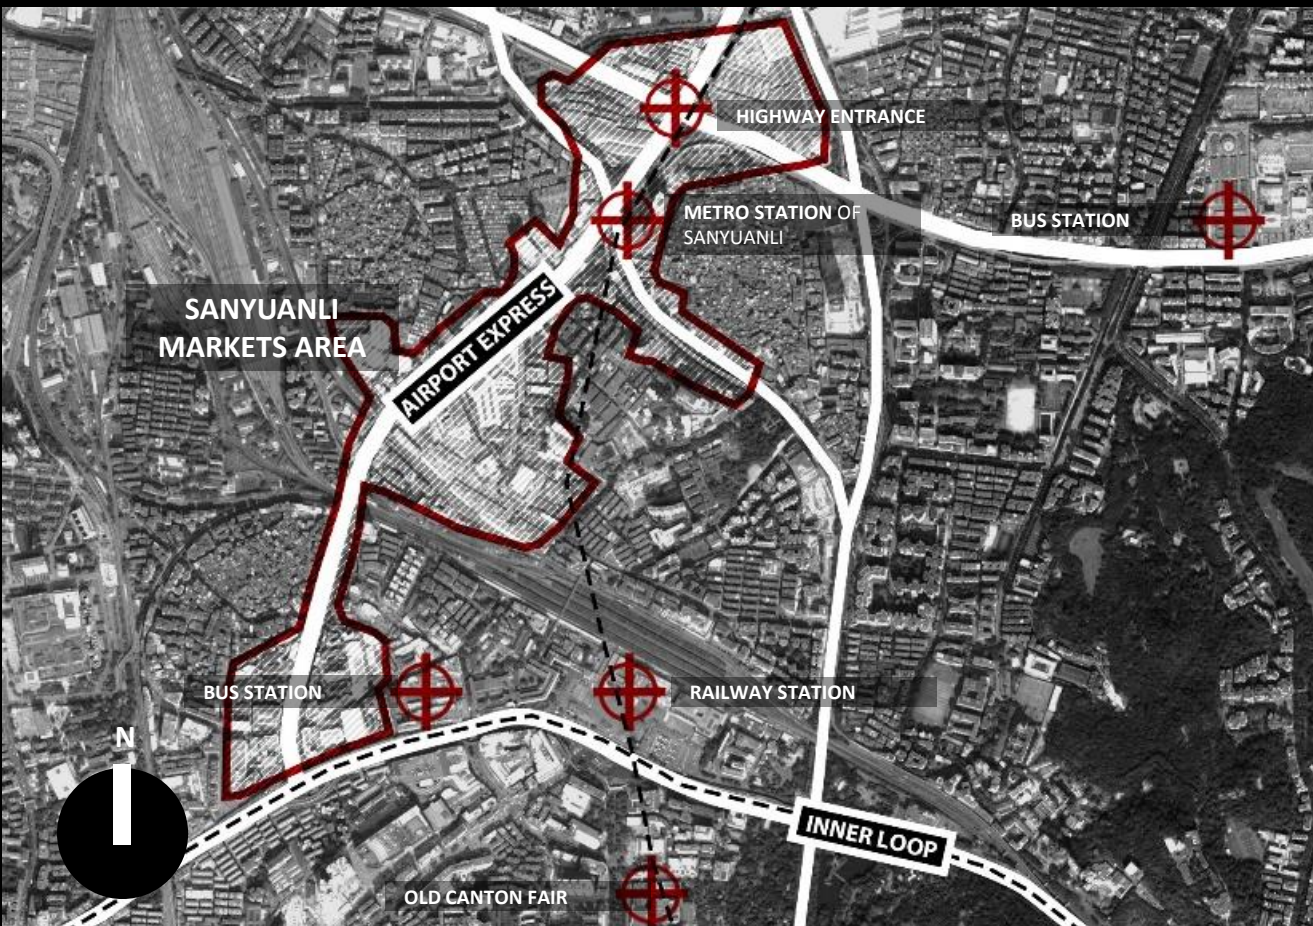 HIGHWAY ENTRANCE
METRO STATION OF
SANYUANLI
BUS STATION
SANYUANLI
MARKETS AREA
AIRPORT EXPRESS
BUS STATION
RAILWAY STATION
N
INNER LOOP
OLD CANTON FAIR